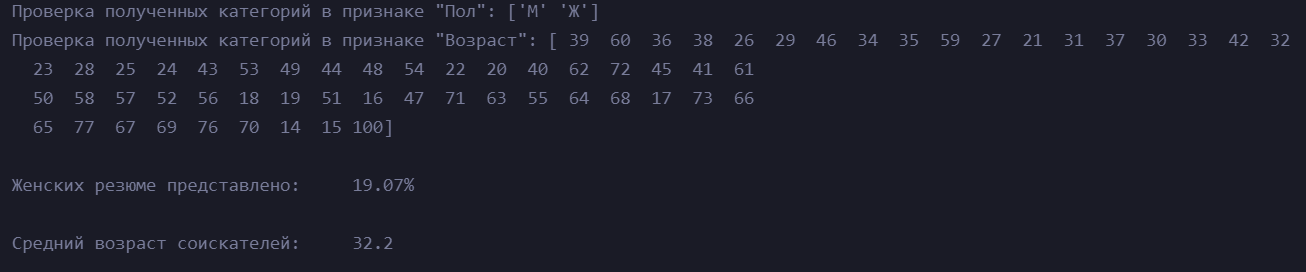 Проверка полученных категорий в признаке "Пол": ['М' 'Ж']
Проверка полученных категорий в признаке "Возраст": [ 39 60 36 38 26 29 46 34 35 59 27 21 31 37 30 33 42 32
23 28 25 24 43 53 49 44 48 54 22 20 40 62 72 45 41 61
50 58 57 52 56 18 19 51 16 47 71 63 55 64 68 17 73 66
65 77 67 69 76 70 14 15 100]
Женских резюме представлено: 19.07%
Средний возраст соискателей: 32.2